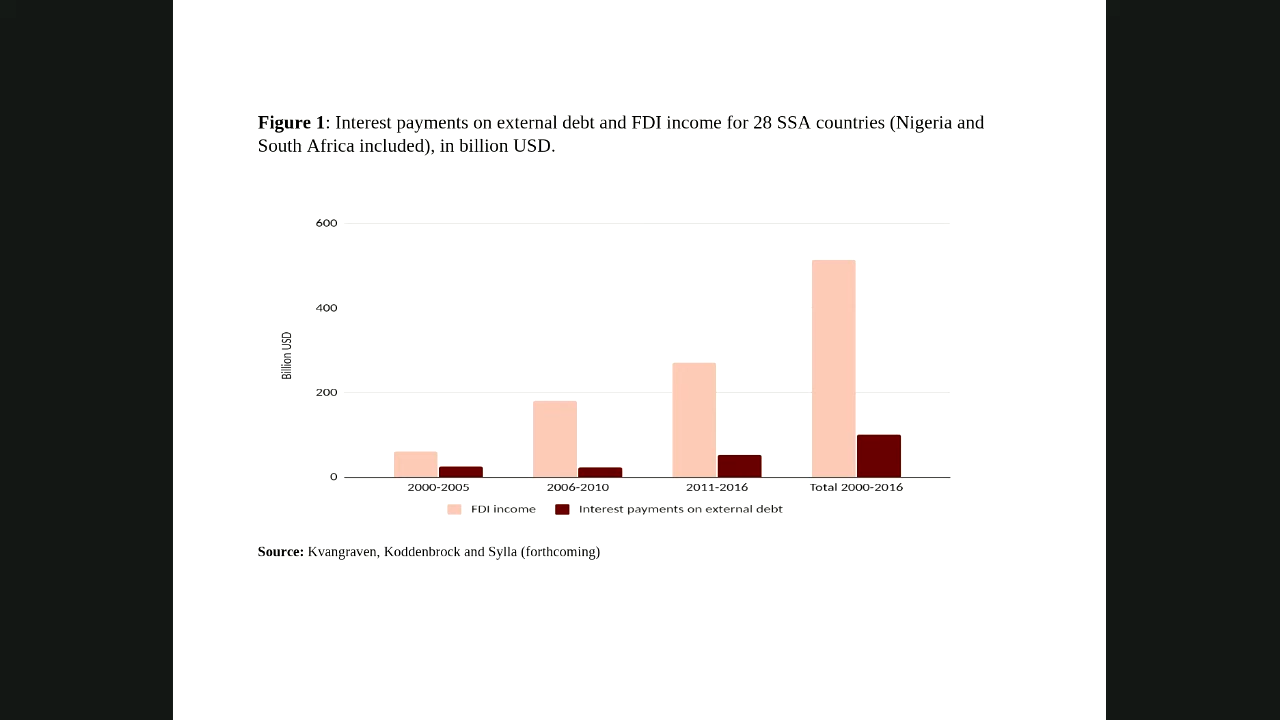 Figure 1: Interest payments on external debt and FDI income for 28 SSA countries (Nigeria and
South Africa included), in billion USD.
600
400
200
0
Billion USD
2000-2005 2006-2010 2011-2016 Total 2000-2016
FDI income Interest payments on external debt
Source: Kvangraven, Koddenbrock and Sylla (forthcoming)